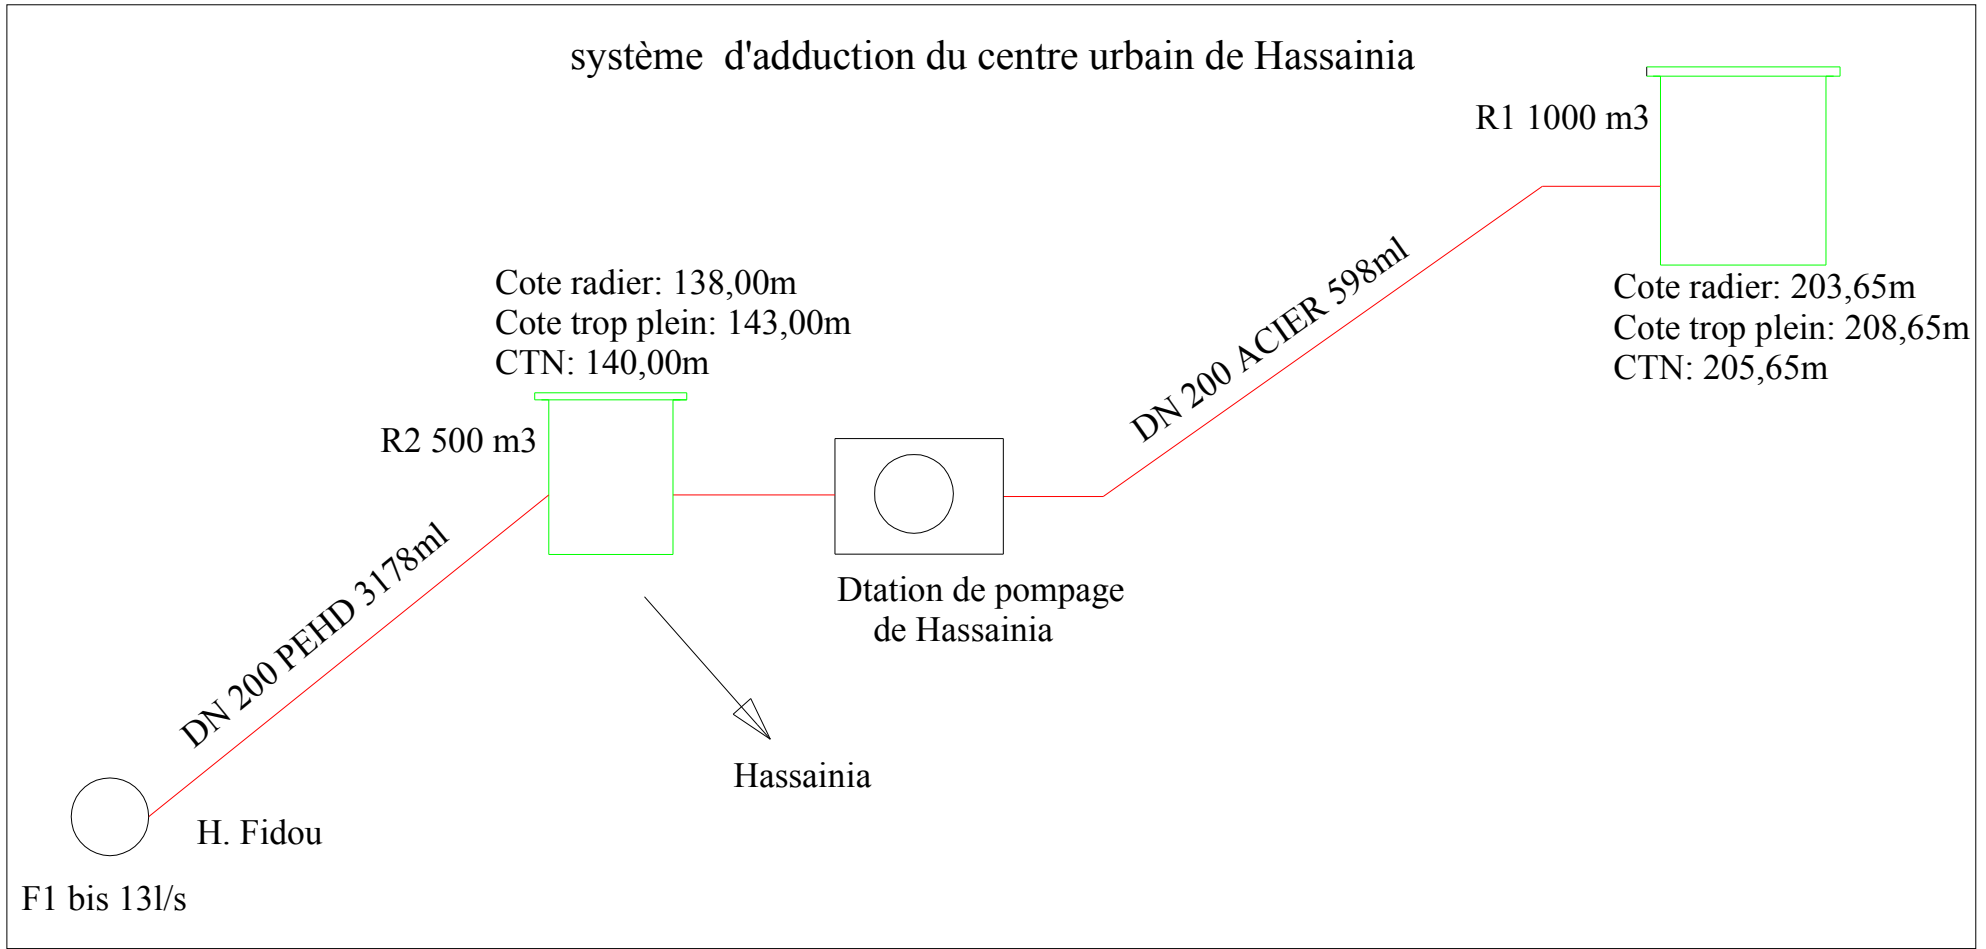 système  d'adduction du centre urbain de Hassainia
R1 1000 m3
Cote radier: 203,65m
Cote trop plein: 208,65m
CTN: 205,65m
DN 200 ACIER 598ml
Cote radier: 138,00m
Cote trop plein: 143,00m
CTN: 140,00m
R2 500 m3
Dtation de pompage
de Hassainia
DN 200 PEHD 3178ml
Hassainia
H. Fidou
F1 bis 13l/s